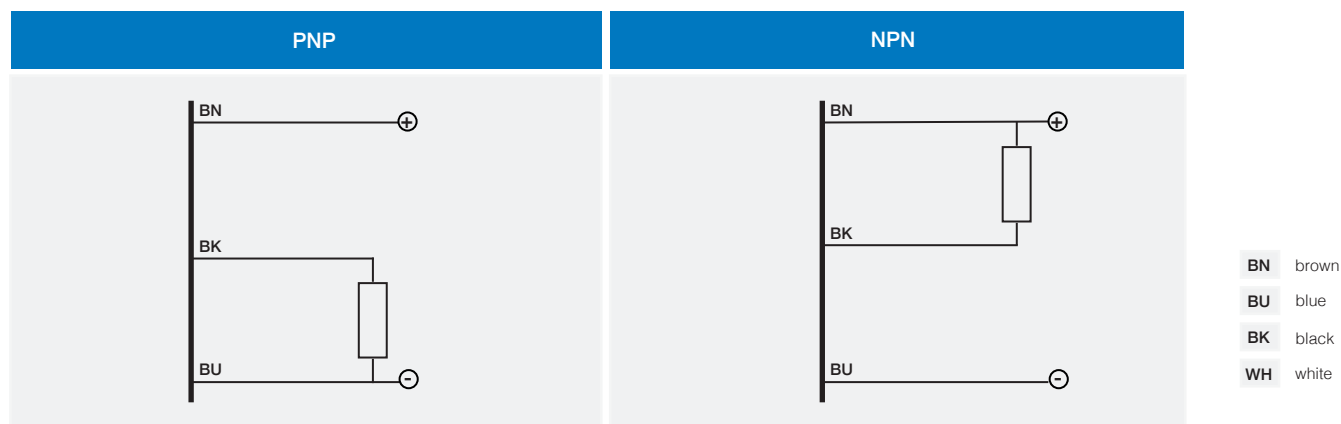 PNP
NPN
BN
+
BK
BU
-
BN
+
BK
BU
-
BN brown
BU blue
BK black
WH white